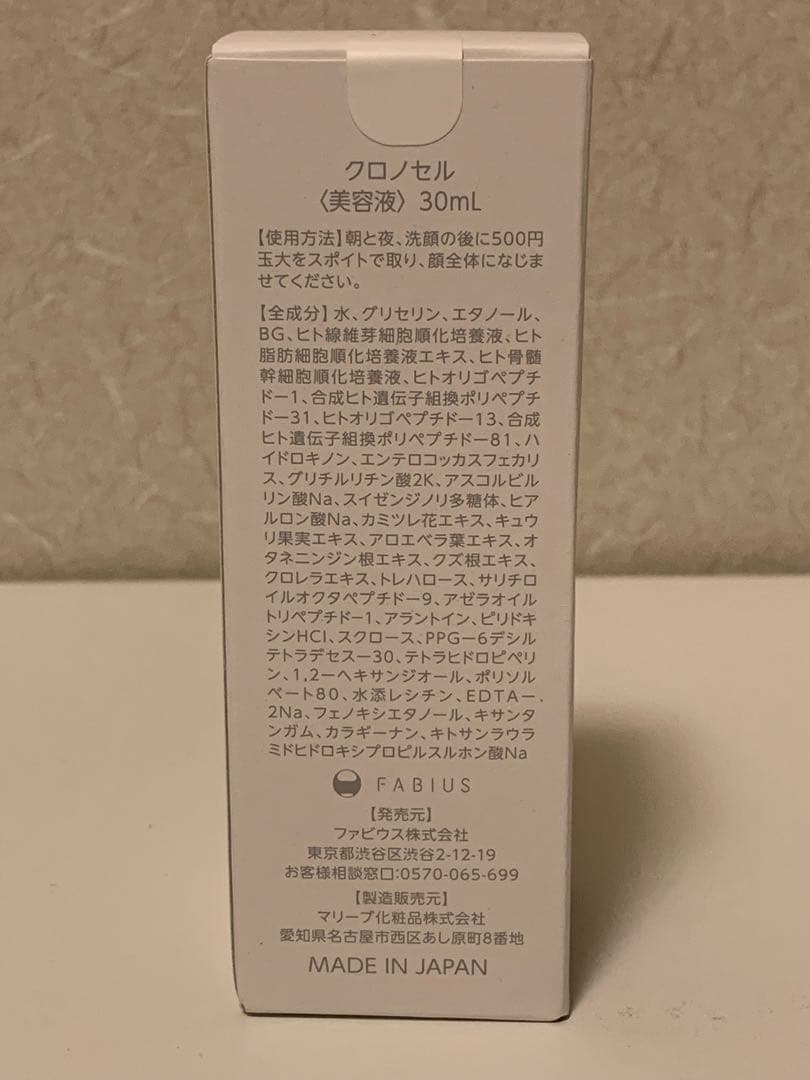 クロノセル
〈美容液〉 30mL
【使用方法】朝と夜、洗顔の後に500円
玉大をスポイトで取り、顔全体になじま
せてください。
【全成分】水、グリセリン、エタノール、
BG、ヒト線維芽細胞順化培養液、ヒト
脂肪細胞順化培養液エキス、ヒト骨髄
幹細胞順化培養液、ヒトオリゴペプチ
ドー1、合成ヒト遺伝子組換ポリペプチ
ドー31、ヒトオリゴペプチドー13、合成
ヒト遺伝子組換ポリペプチドー81、ハ
イドロキノン、エンテロコッカスフェカリ
ス、グリチルリチン酸2K、アスコルビル
リン酸Na、スイゼンジノリ多糖体、ヒア
ルロン酸Na、カミツレ花エキス、キュウ
リ果実エキス、アロエベラ葉エキス、オ
タネニンジン根エキス、クズ根エキス、
クロレラエキス、トレハロース、サリチロ
イルオクタペプチドー9、アゼラオイル
トリペプチドー1、アラントイン、ピリドキ
シンHCl、スクロース、PPGー6デシル
テトラデセスー30、テトラヒドロピペリ
ン、1,2ーヘキサンジオール、ポリソル
ベート80、水添レシチン、EDTAー
2Na、フェノキシエタノール、キサンタ
ンガム、カラギーナン、キトサンラウラ
ミドヒドロキシプロピルスルホン酸Na
FABIUS
【発売元】
ファビウス株式会社
東京都渋谷区渋谷2-12-19
お客様相談窓口:0570-065-699
【製造販売元】
マリーブ化粧品株式会社
愛知県名古屋市西区あし原町8番地
MADE IN JAPAN